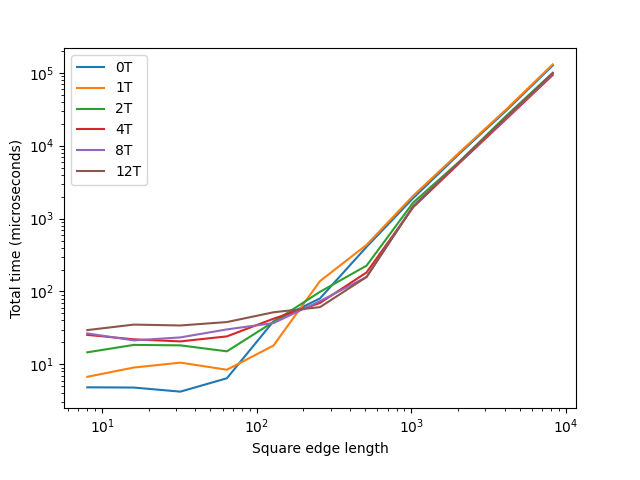 10⁵
10⁴
10³
10²
10¹
Total time (microseconds)
0T
1T
2T
4T
8T
12T
10¹
10²
10³
10⁴
Square edge length